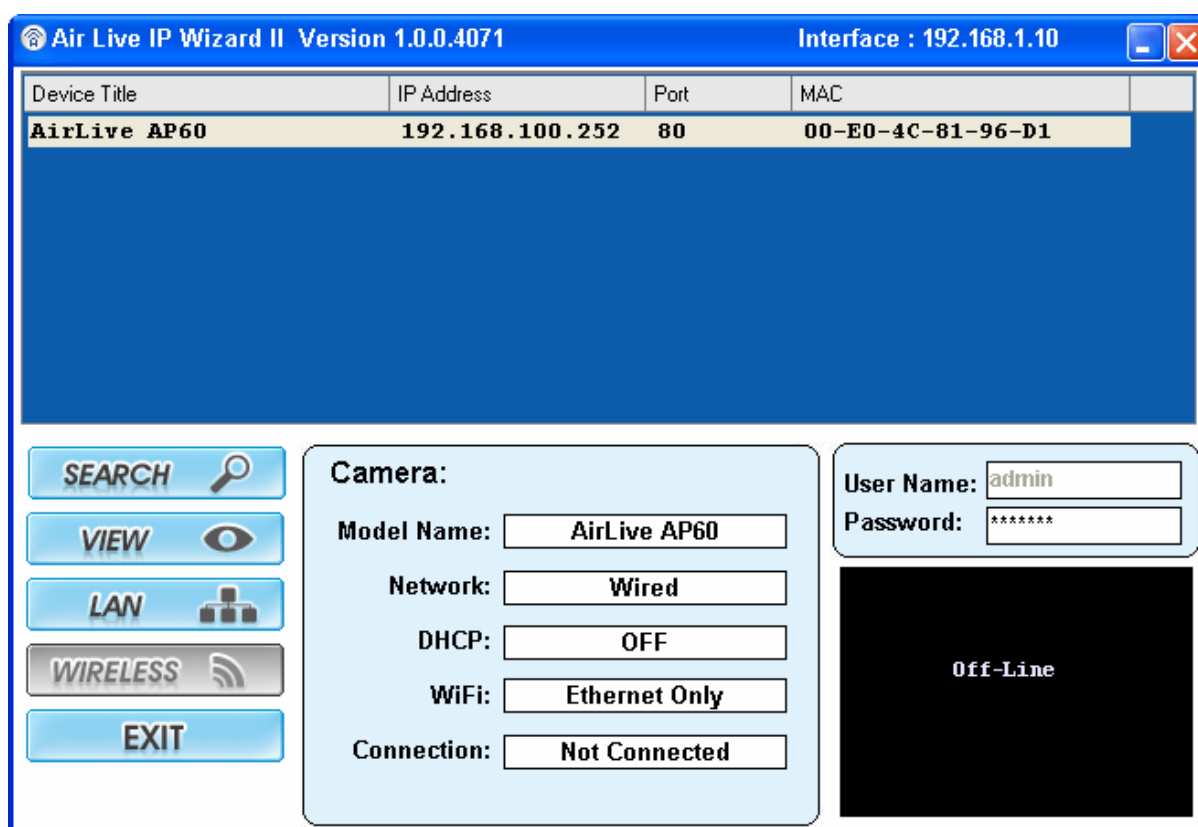 Air Live IP Wizard II Version 1.0.0.4071 Interface : 192.168.1.10
Device Title IP Address Port MAC
AirLive AP60 192.168.100.252 80 00-E0-4C-81-96-D1
SEARCH
VIEW
LAN
WIRELESS
EXIT
Camera:
Model Name: AirLive AP60
Network: Wired
DHCP: OFF
WiFi: Ethernet Only
Connection: Not Connected
User Name: admin
Password: *******
Off-Line